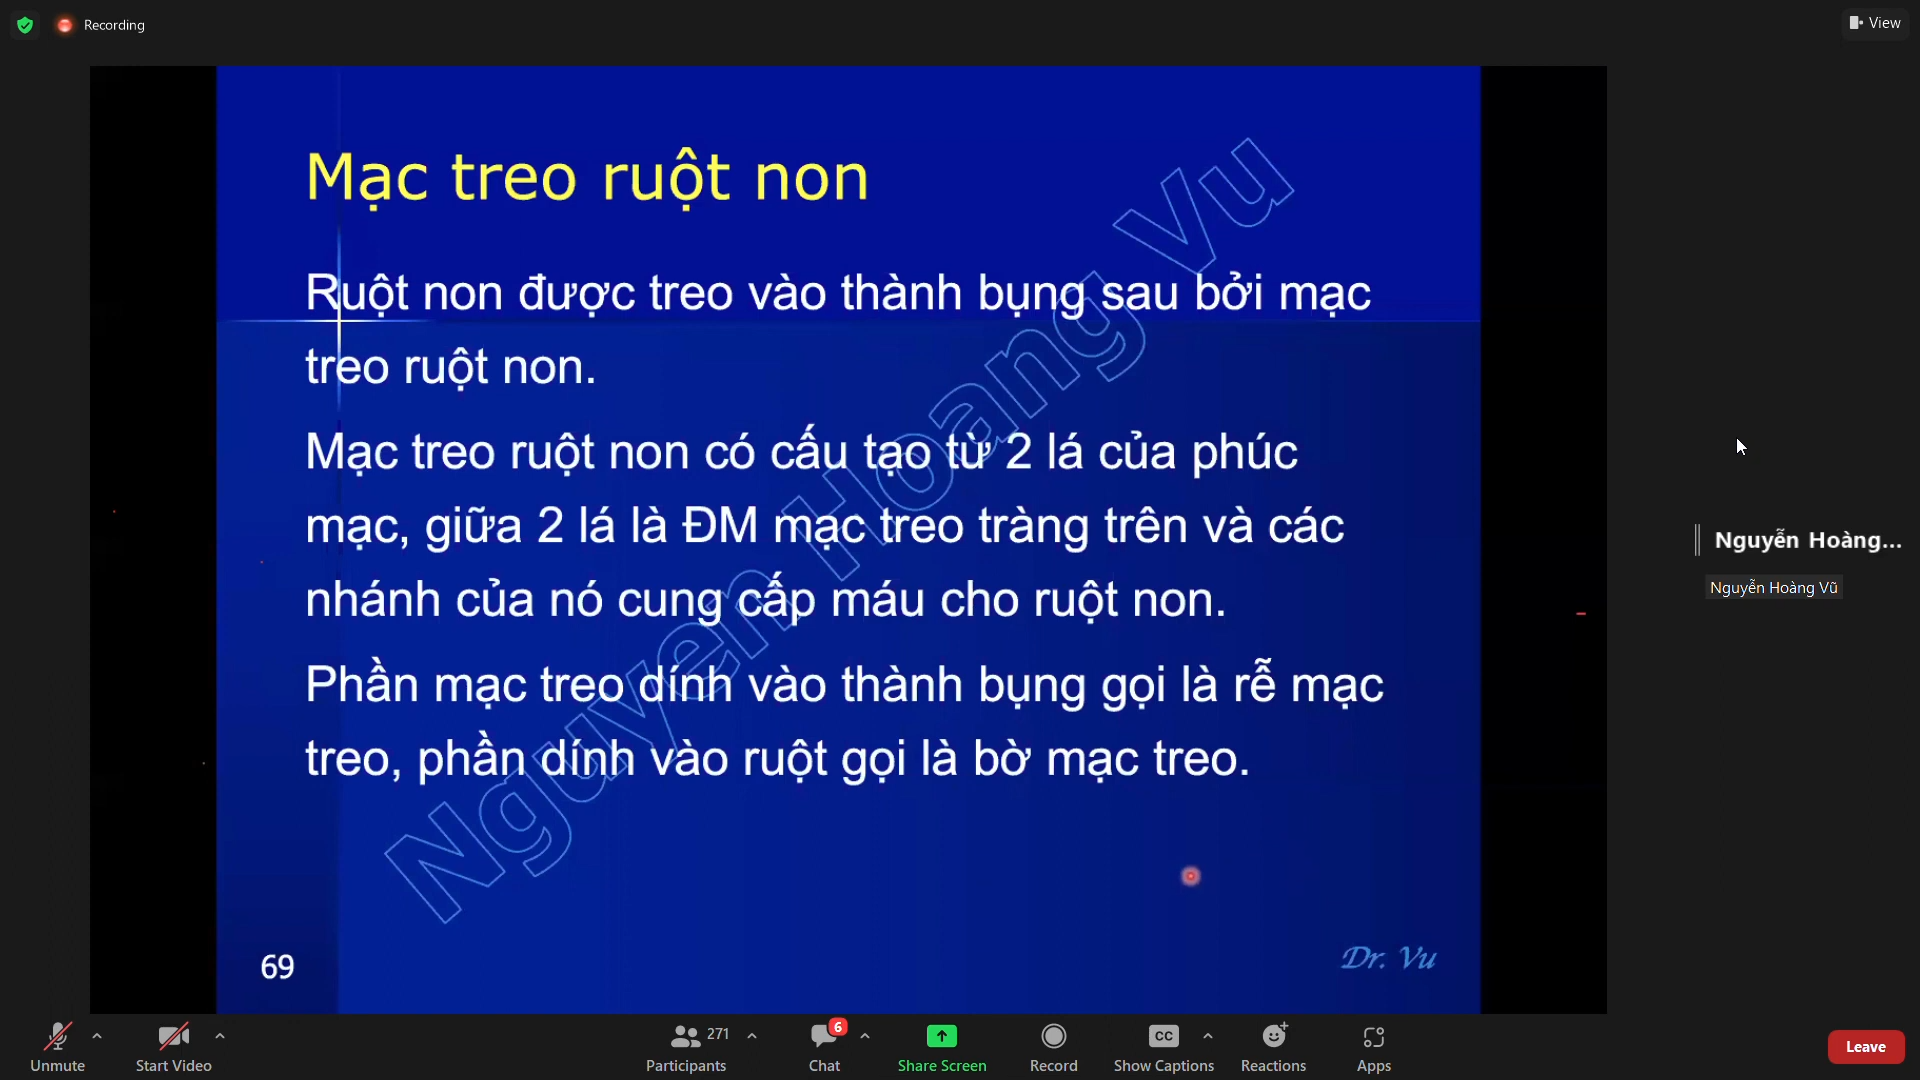 Recording
View
Mạc treo ruột non
Ruột non được treo vào thành bụng sau bởi mạc
treo ruột non.
Mạc treo ruột non có cấu tạo từ 2 lá của phúc
mạc, giữa 2 lá là ĐM mạc treo tràng trên và các
nhánh của nó cung cấp máu cho ruột non.
Phần mạc treo dính vào thành bụng gọi là rễ mạc
treo, phần dính vào ruột gọi là bờ mạc treo.
Nguyen Hoang Vu
69
Dr. Vu
Nguyễn Hoàng...
Nguyễn Hoàng Vũ
Unmute
Start Video
271
Participants
6
Chat
Share Screen
Record
CC
Show Captions
Reactions
Apps
Leave